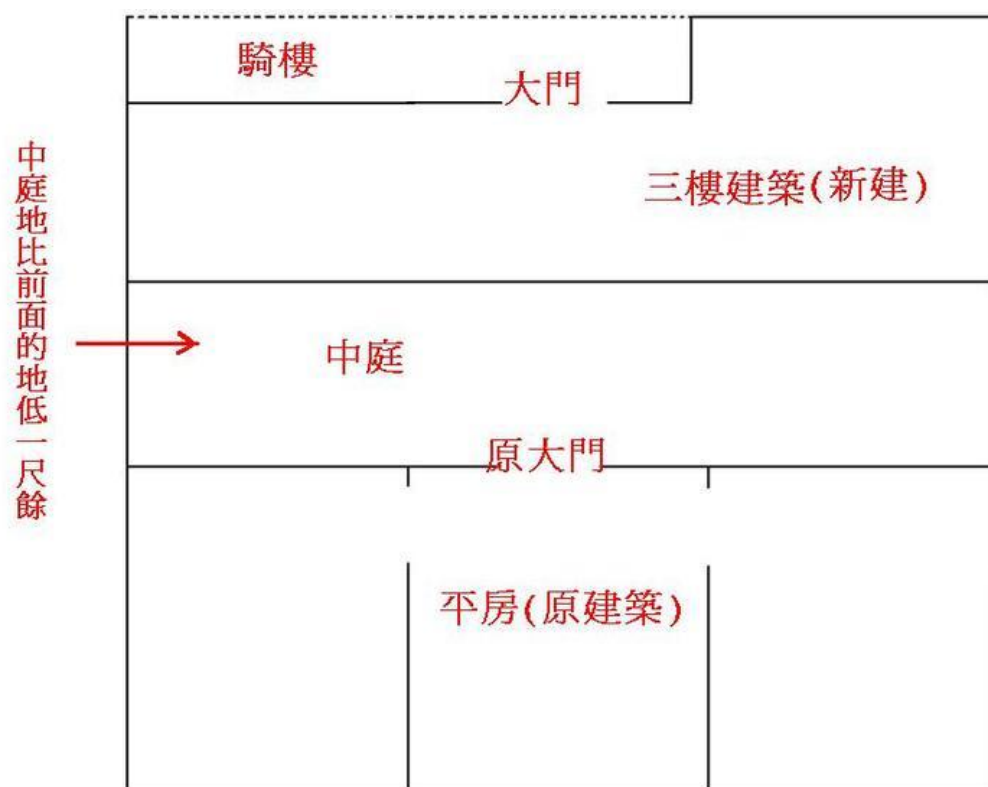 騎樓
大門
三樓建築(新建)
中庭地比前面的地低一尺餘
中庭
原大門
平房(原建築)